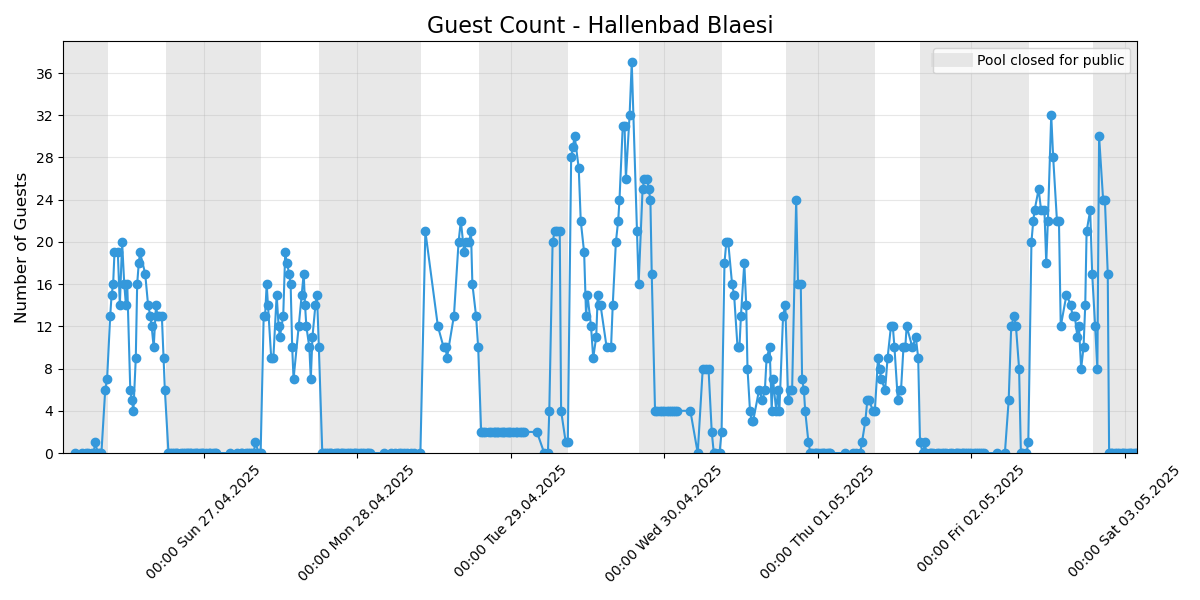 Guest Count - Hallenbad Blaesi
Pool closed for public
Number of Guests
36
32
28
24
20
16
12
8
4
0
00:00 Sun 27.04.2025
00:00 Mon 28.04.2025
00:00 Tue 29.04.2025
00:00 Wed 30.04.2025
00:00 Thu 01.05.2025
00:00 Fri 02.05.2025
00:00 Sat 03.05.2025